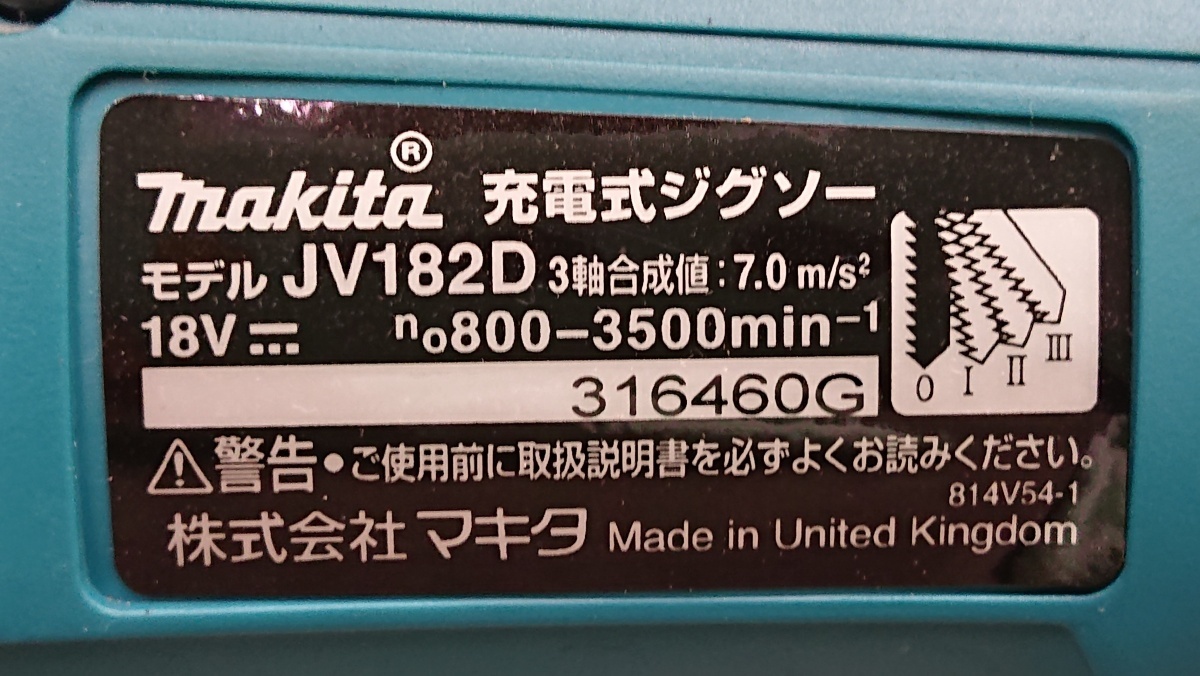 makita® 充電式ジグソー
モデル JV182D 3軸合成値:7.0 m/s²
18V⎓ n₀800-3500min⁻¹
316460G
0 I II III
⚠警告●ご使用前に取扱説明書を必ずよくお読みください。
814V54-1
株式会社マキタ Made in United Kingdom